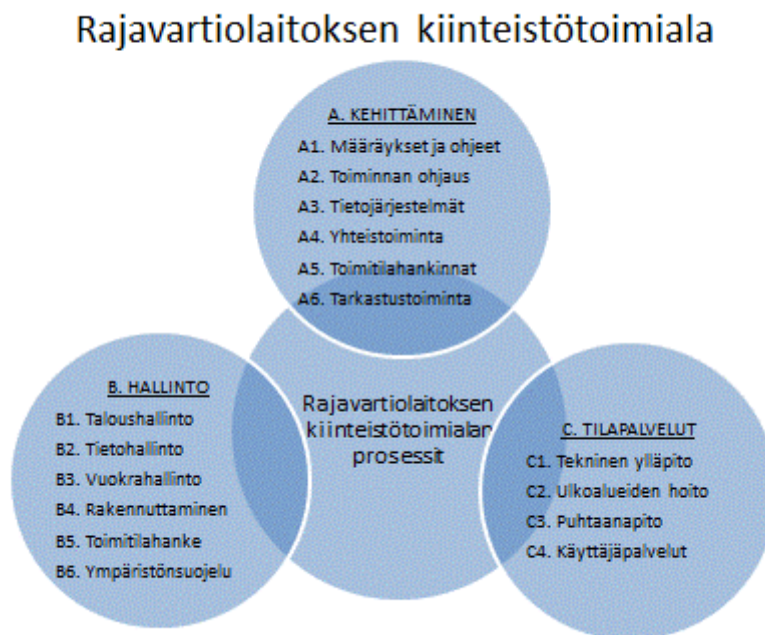 Rajavartiolaitoksen kiinteistötoimiala
A. KEHITTÄMINEN
A1. Määräykset ja ohjeet
A2. Toiminnan ohjaus
A3. Tietojärjestelmät
A4. Yhteistoiminta
A5. Toimitilahankinnat
A6. Tarkastustoiminta
Rajavartiolaitoksen
kiinteistötoimialan
prosessit
B. HALLINTO
B1. Taloushallinto
B2. Tietohallinto
B3. Vuokrahallinto
B4. Rakennuttaminen
B5. Toimitilahanke
B6. Ympäristönsuojelu
C. TILAPALVELUT
C1. Tekninen ylläpito
C2. Ulkoalueiden hoito
C3. Puhtaanapito
C4. Käyttäjäpalvelut